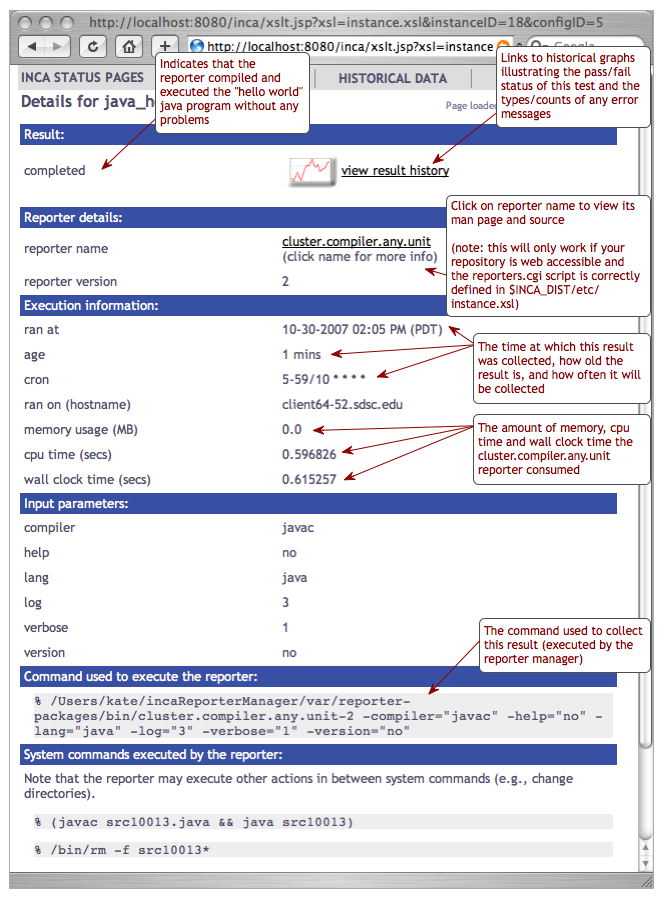 http://localhost:8080/inca/xslt.jsp?xsl=instance.xsl&instanceID=18&configID=5
http://localhost:8080/inca/xslt.jsp?xsl=instance
Google
INCA STATUS PAGES
HISTORICAL DATA
Indicates that the
reporter compiled and
executed the "hello world"
java program without any
problems
Links to historical graphs
illustrating the pass/fail
status of this test and the
types/counts of any error
messages
Details for java_h
Page loaded
Result:
completed
view result history
Reporter details:
Click on reporter name to view its
man page and source
(note: this will only work if your
repository is web accessible and
the reporters.cgi script is correctly
defined in $INCA_DIST/etc/
instance.xsl)
reporter name
cluster.compiler.any.unit
(click name for more info)
reporter version 2
Execution information:
ran at 10-30-2007 02:05 PM (PDT)
age 1 mins
cron 5-59/10 * * * *
The time at which this result
was collected, how old the
result is, and how often it will
be collected
ran on (hostname) client64-52.sdsc.edu
memory usage (MB) 0.0
cpu time (secs) 0.596826
wall clock time (secs) 0.615257
The amount of memory, cpu
time and wall clock time the
cluster.compiler.any.unit
reporter consumed
Input parameters:
compiler javac
help no
lang java
log 3
verbose 1
version no
The command used to collect
this result (executed by the
reporter manager)
Command used to execute the reporter:
% /Users/kate/incaReporterManager/var/reporter-
packages/bin/cluster.compiler.any.unit-2 -compiler="javac" -help="no" -
lang="java" -log="3" -verbose="1" -version="no"
System commands executed by the reporter:
Note that the reporter may execute other actions in between system commands (e.g., change
directories).
% (javac src10013.java && java src10013)
% /bin/rm -f src10013*